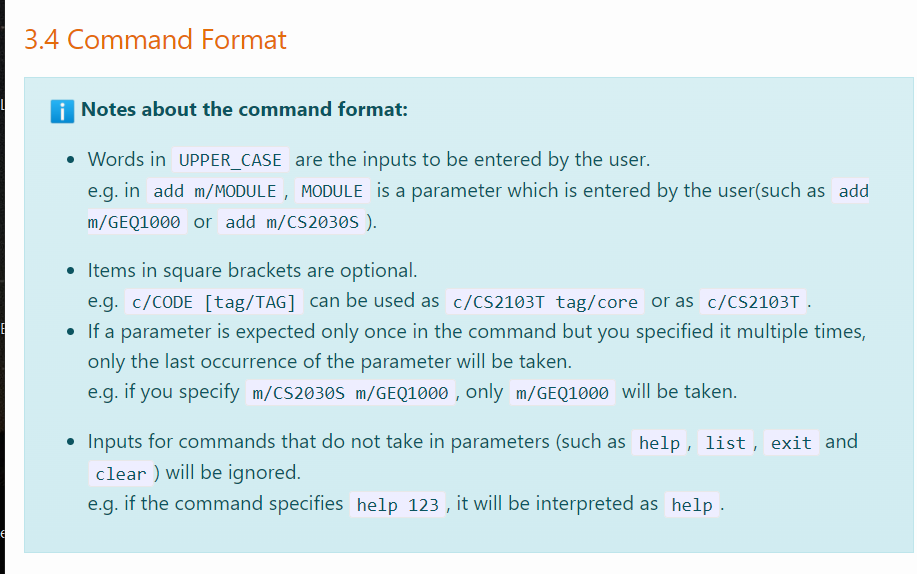 3.4 Command Format
Notes about the command format:
Words in UPPER_CASE are the inputs to be entered by the user.
e.g. in add m/MODULE , MODULE is a parameter which is entered by the user(such as add
m/GEQ1000 or add m/CS2030S ).
Items in square brackets are optional.
e.g. c/CODE [tag/TAG] can be used as c/CS2103T tag/core or as c/CS2103T .
If a parameter is expected only once in the command but you specified it multiple times,
only the last occurrence of the parameter will be taken.
e.g. if you specify m/CS2030S m/GEQ1000 , only m/GEQ1000 will be taken.
Inputs for commands that do not take in parameters (such as help , list , exit and
clear ) will be ignored.
e.g. if the command specifies help 123 , it will be interpreted as help .